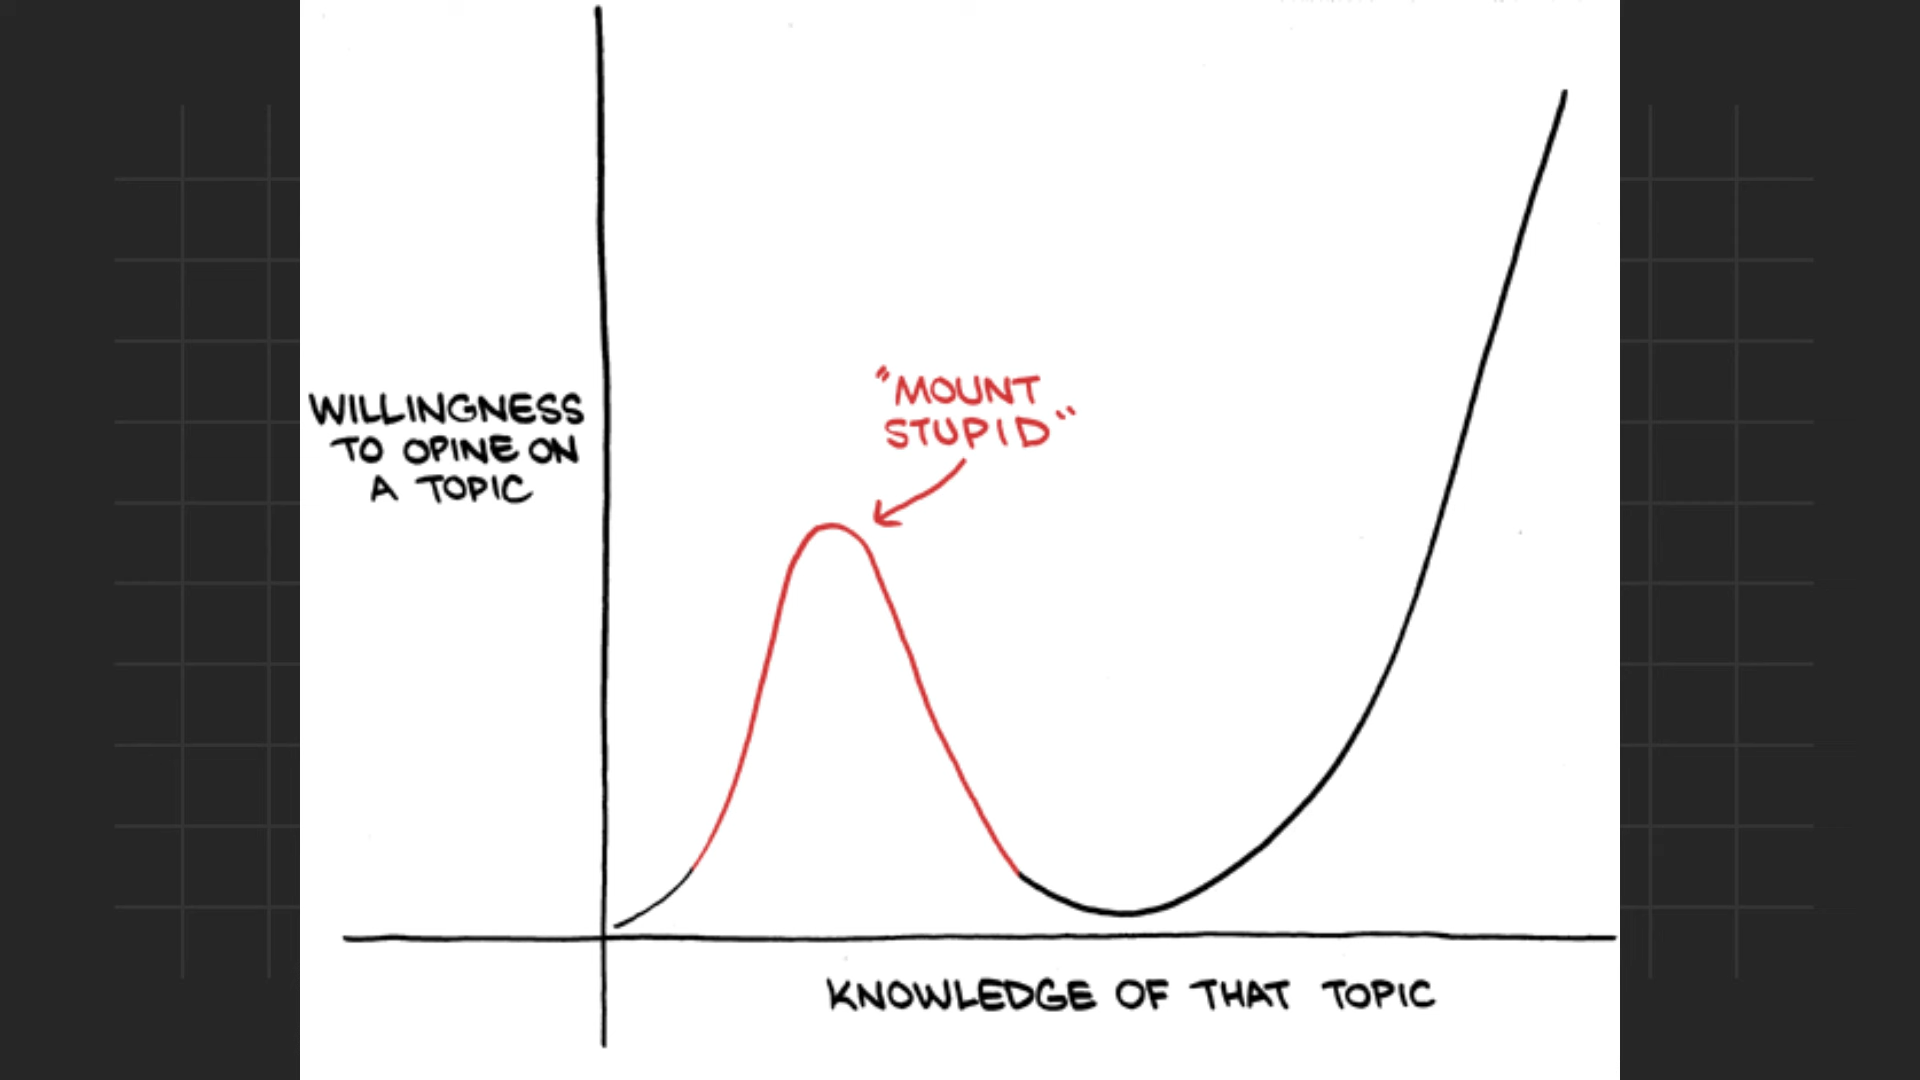 "MOUNT
STUPID"
WILLINGNESS
TO OPINE ON
A TOPIC
KNOWLEDGE OF THAT TOPIC